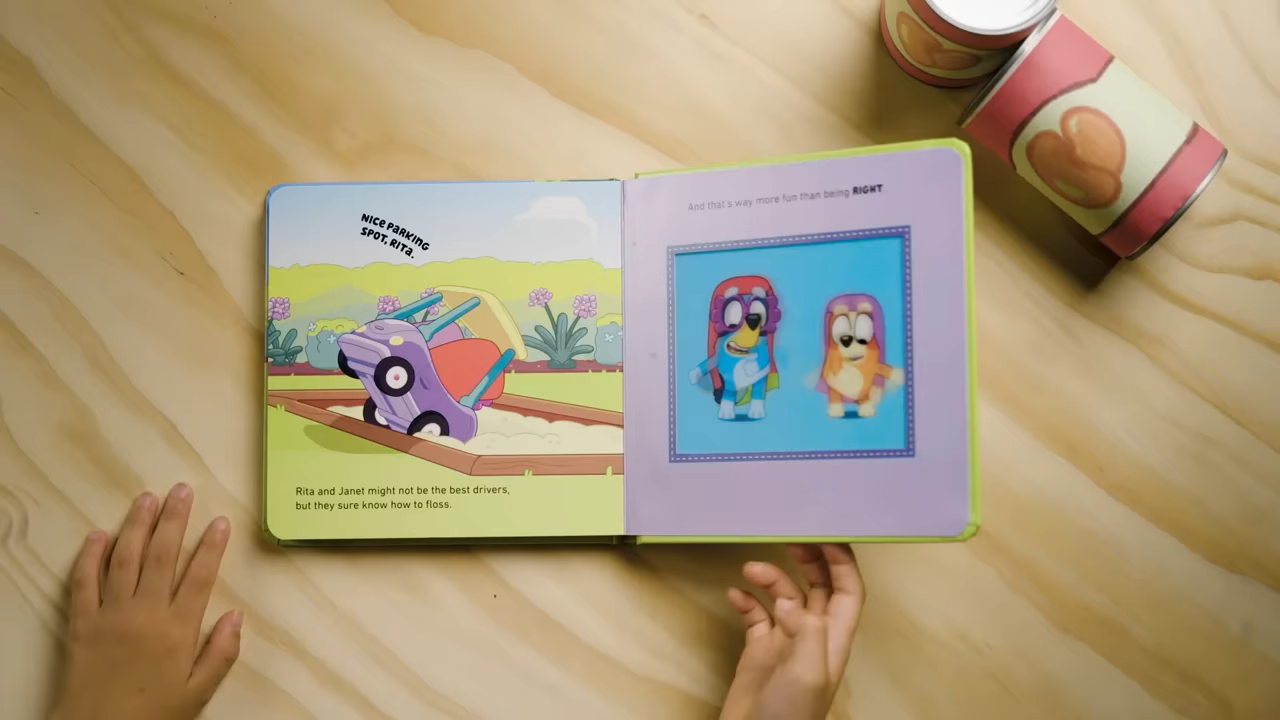 NICE PARKING
SPOT, RITA.
Rita and Janet might not be the best drivers,
but they sure know how to floss.
And that's way more fun than being RIGHT